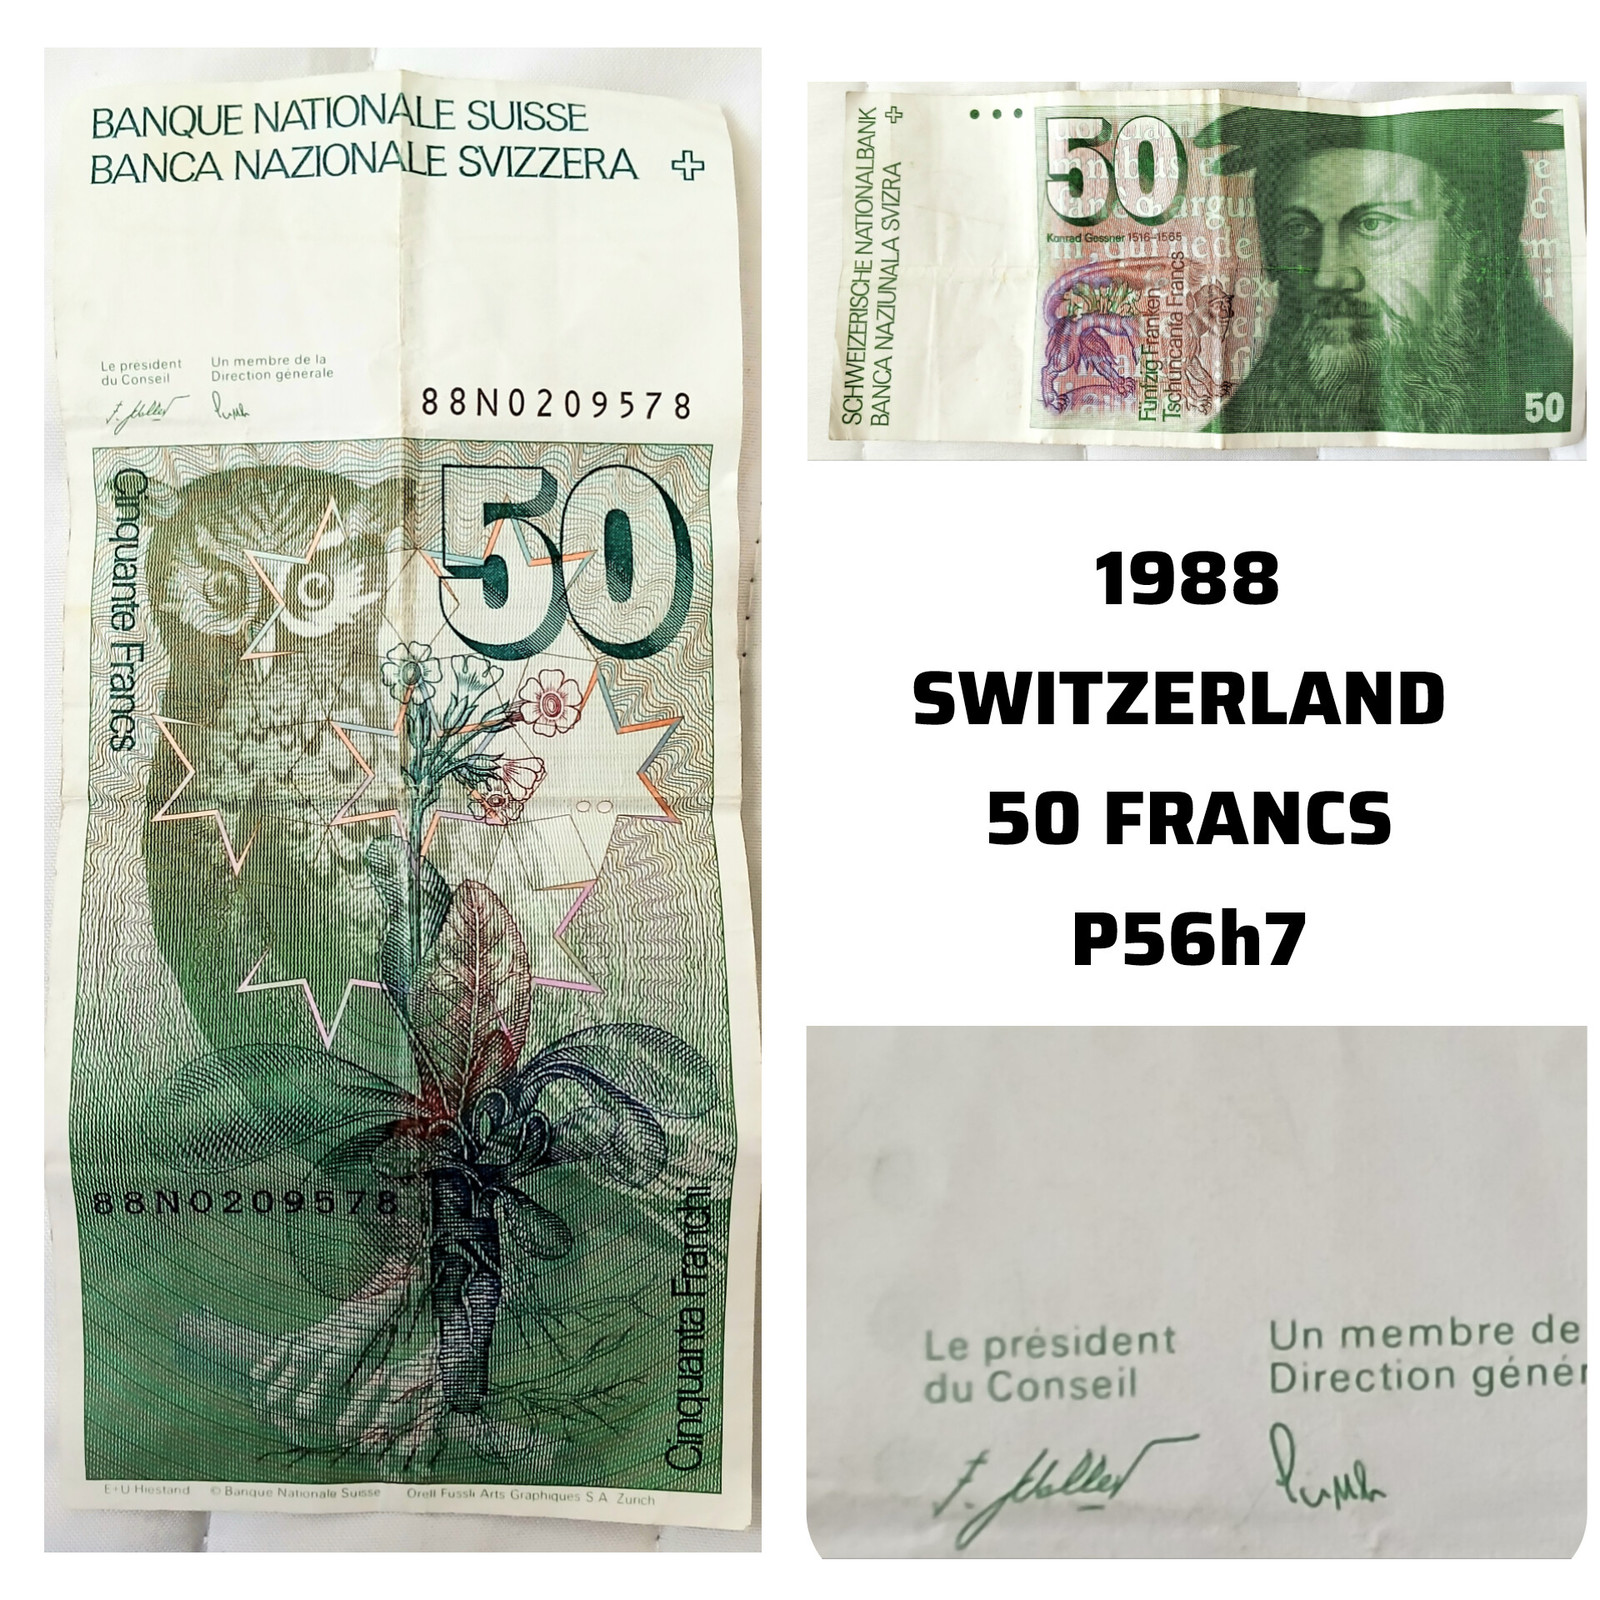 BANQUE NATIONALE SUISSE
BANCA NAZIONALE SVIZZERA
Le président
du Conseil
Un membre de la
Direction générale
88N0209578
Cinquante Francs
50
88N0209578
Cinquanta Franchi
E+U Hiestand © Banque Nationale Suisse Orell Füssli Arts Graphiques S.A. Zurich
SCHWEIZERISCHE NATIONALBANK
BANCA NAZIUNALA SVIZRA
50
Konrad Gessner 1516–1565
Fünfzig Franken
Tschuncanta Francs
50
1988
SWITZERLAND
50 FRANCS
P56h7
Le président
du Conseil
Un membre de
Direction génér